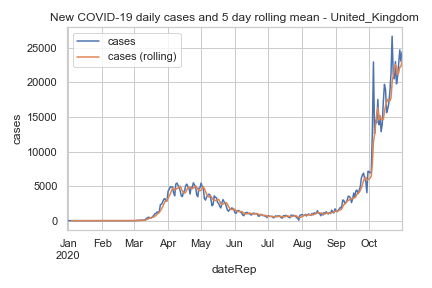 New COVID-19 daily cases and 5 day rolling mean - United_Kingdom
cases
cases (rolling)
25000
20000
15000
10000
5000
0
cases
Jan Feb Mar Apr May Jun Jul Aug Sep Oct
2020
dateRep